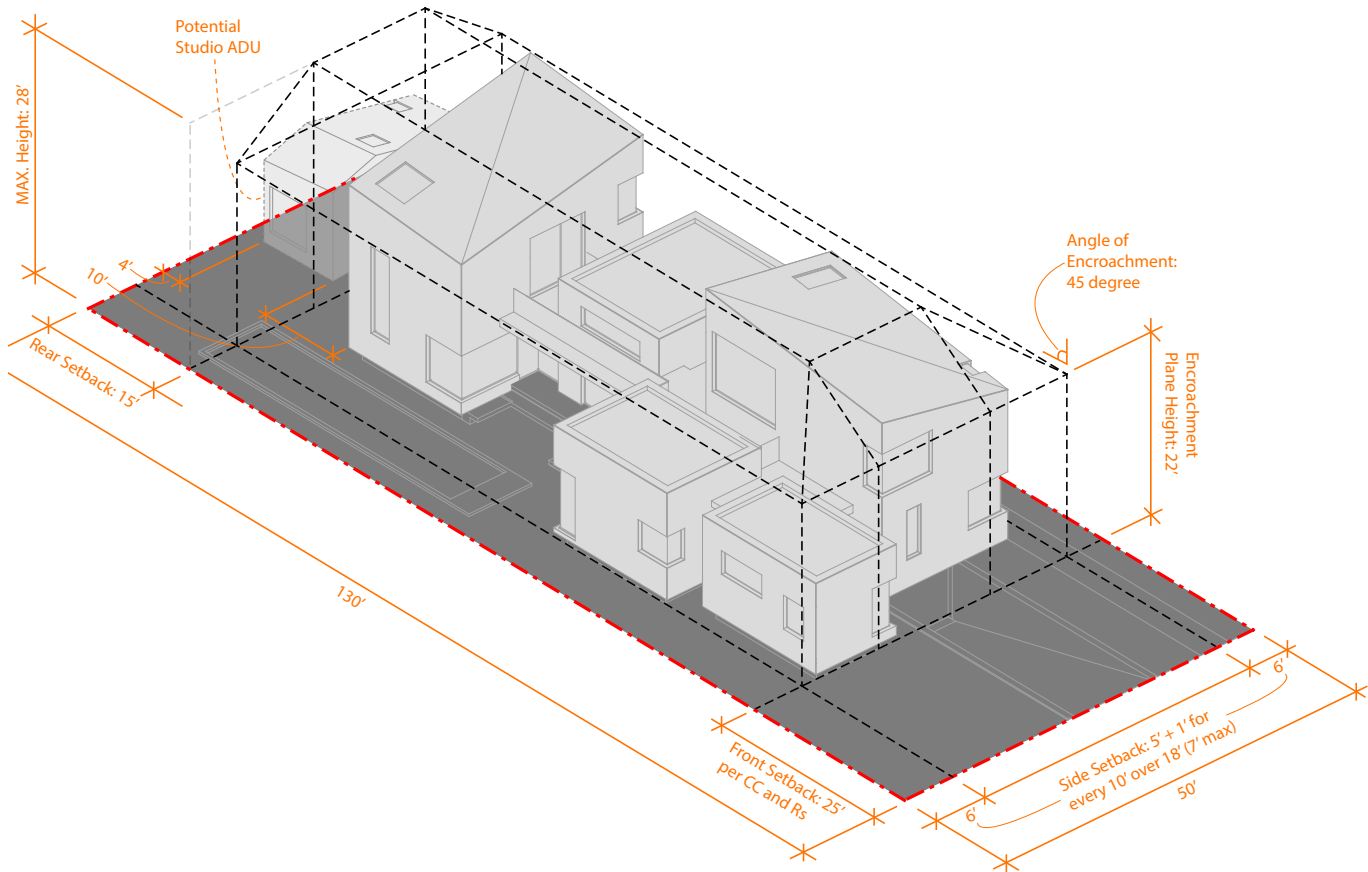 Potential
Studio ADU
MAX. Height: 28’
4’
10’
Rear Setback: 15’
130’
Angle of
Encroachment:
45 degree
Encroachment
Plane Height: 22’
Front Setback: 25’
per CC and Rs
6’
Side Setback: 5’ + 1’ for
every 10’ over 18’ (7’ max)
6’
50’